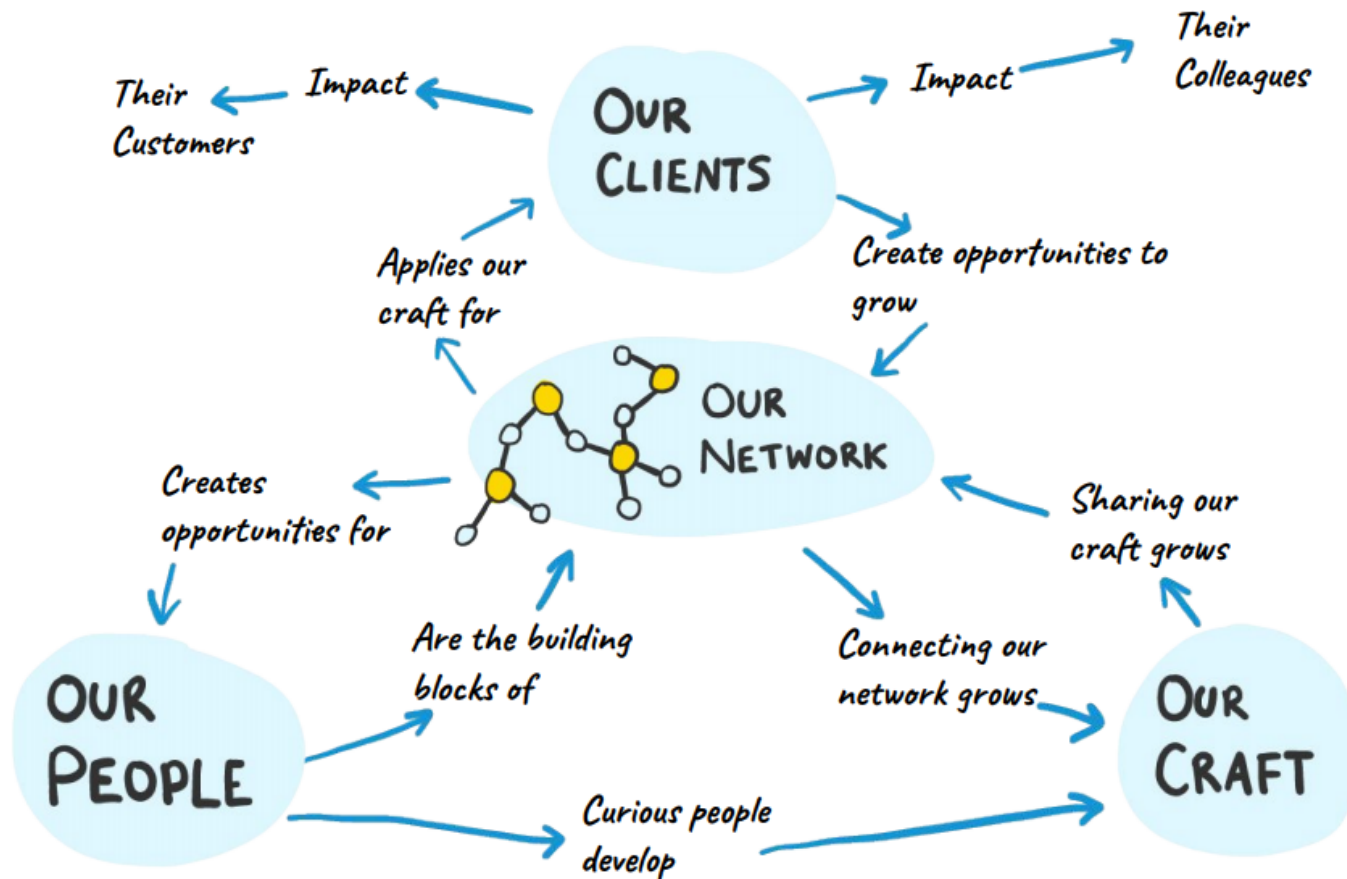 Their
Customers
Impact
OUR
CLIENTS
Impact
Their
Colleagues
Applies our
craft for
Create opportunities to
grow
OUR
NETWORK
Creates
opportunities for
Sharing our
craft grows
Are the building
blocks of
Connecting our
network grows
OUR
PEOPLE
OUR
CRAFT
Curious people
develop